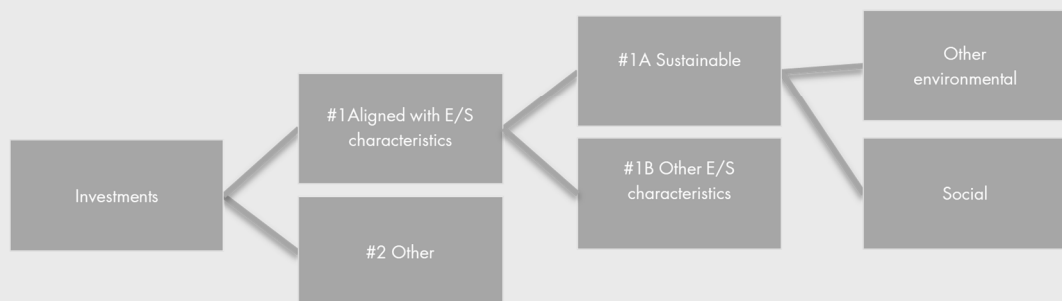 Investments
#1Aligned with E/S
characteristics
#2 Other
#1A Sustainable
#1B Other E/S
characteristics
Other
environmental
Social